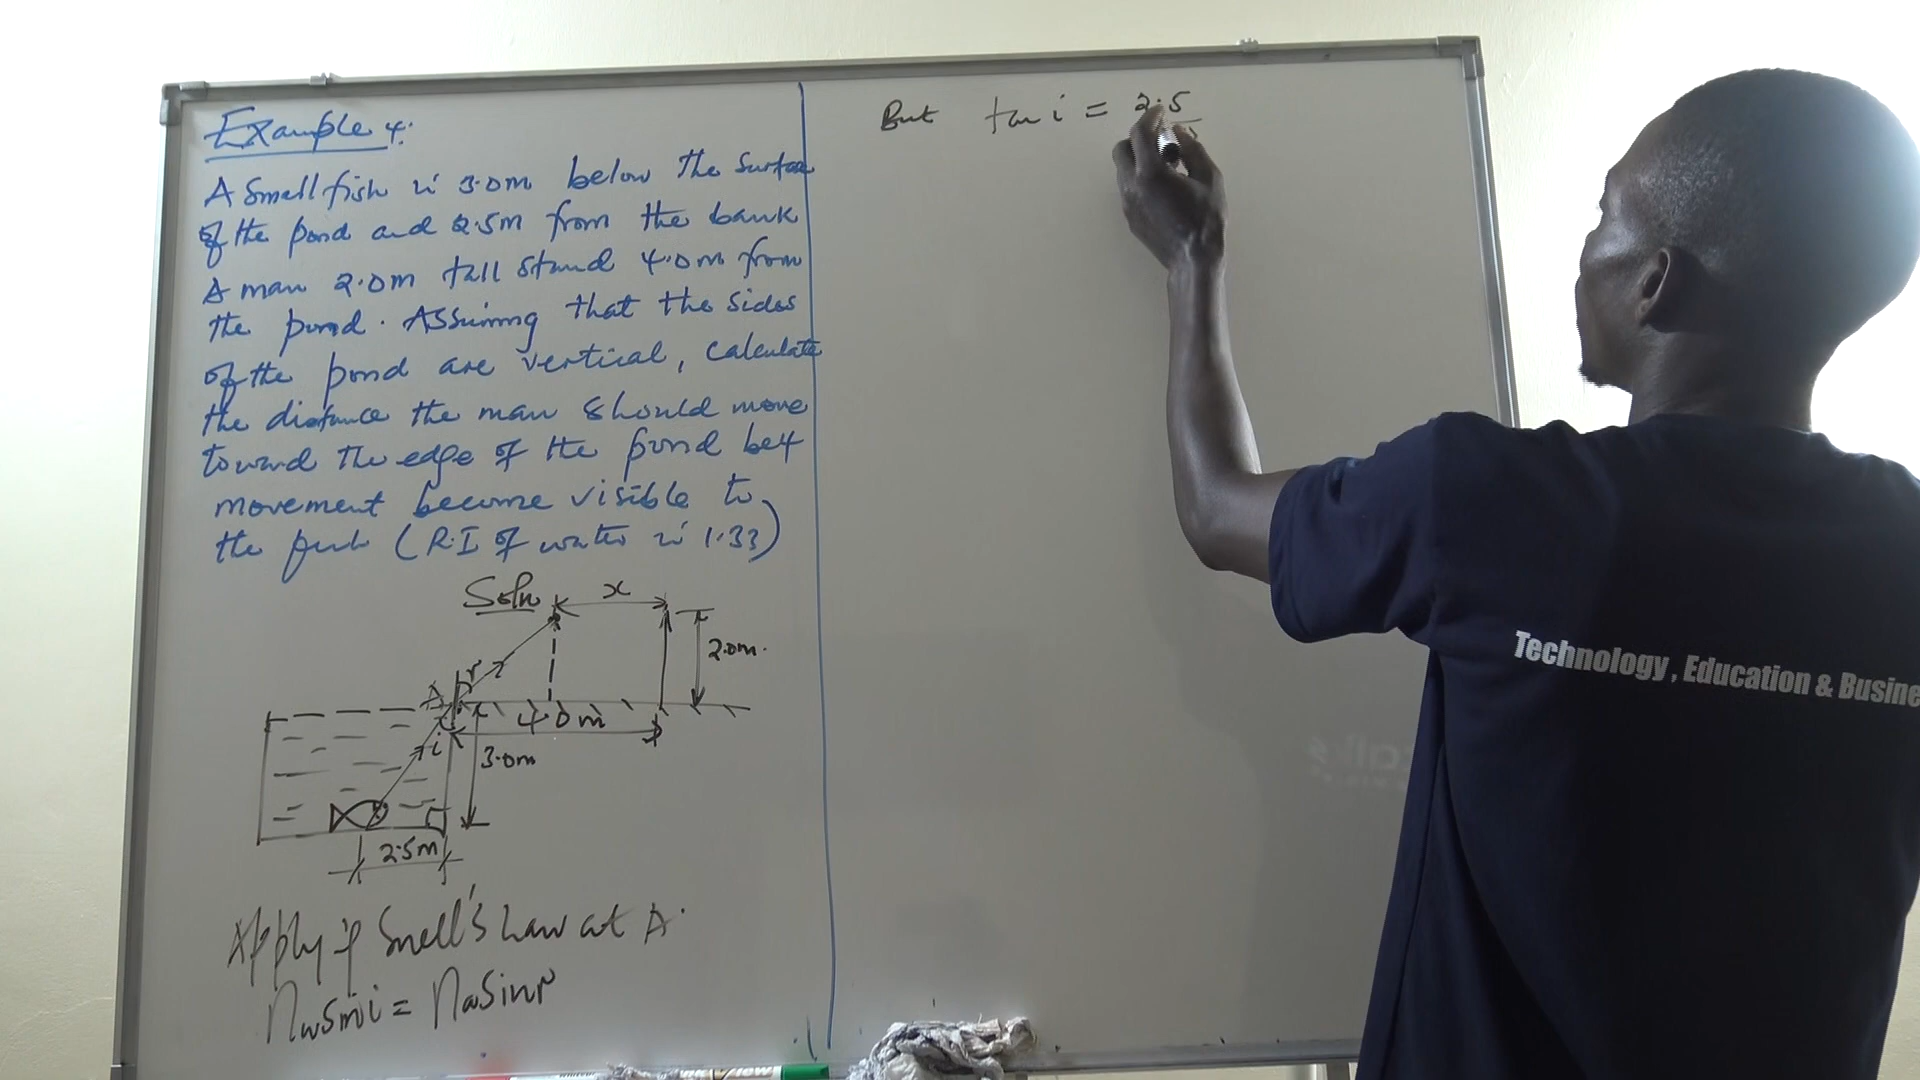 Example 4:
A small fish is 3.0m below the surface
of the pond and 2.5m from the bank
A man 2.0m tall stand 4.0m from
the pond. Assuming that the sides
of the pond are vertical, calculate
the distance the man should move
toward the edge of the pond bef
movement become visible to
the fish (R.I of water is 1.33)
Soln
x
2.0m.
r
A
4.0m
i
3.0m
2.5m
Applying Snell's Law at A.
nwsini = nasinr
But tan i = 2.5
Technology, Education & Busine